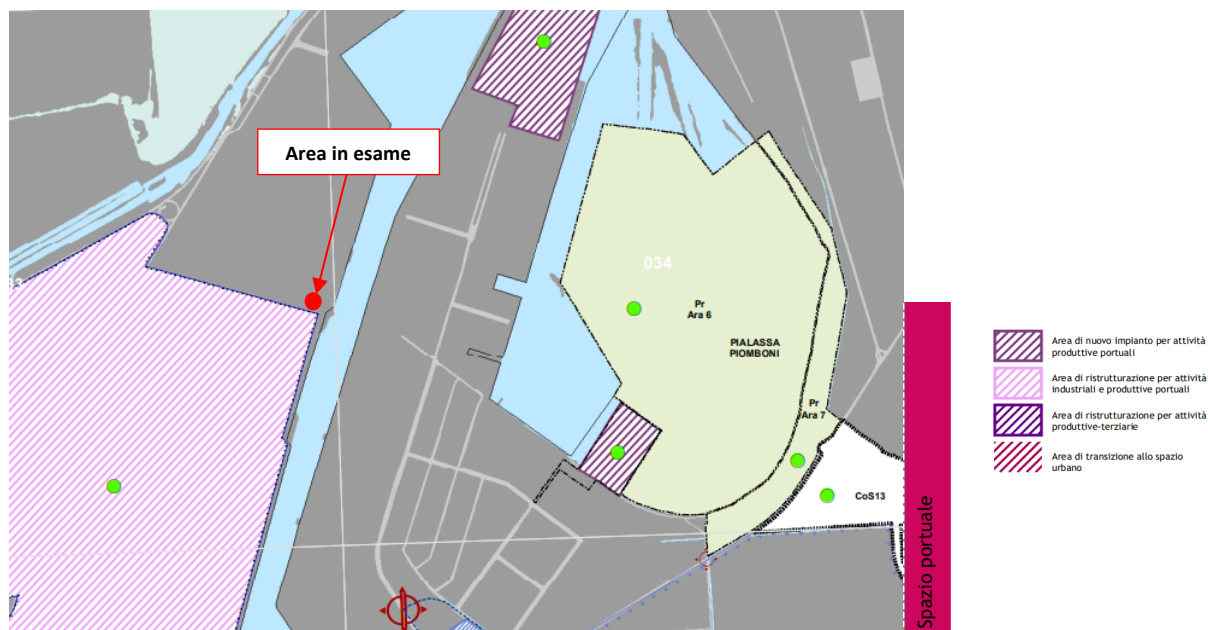 Area in esame
034
Pr
Ara 6
PIALASSA
PIOMBONI
Pr
Ara 7
CoS13
Spazio portuale
Area di nuovo impianto per attività
produttive portuali
Area di ristrutturazione per attività
industriali e produttive portuali
Area di ristrutturazione per attività
produttive-terziarie
Area di transizione allo spazio
urbano